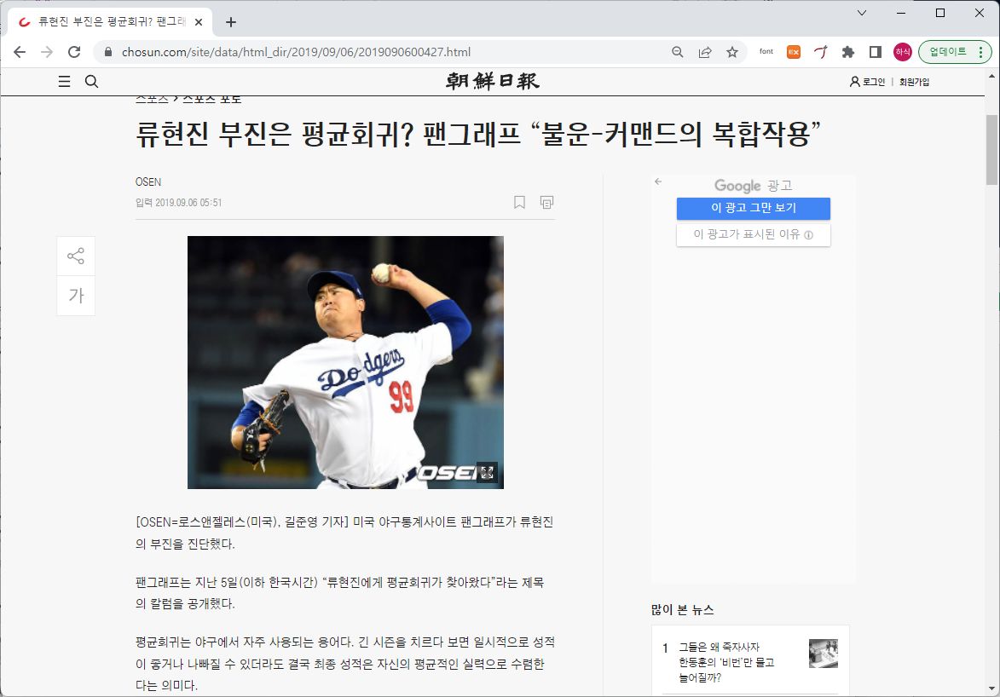 류현진 부진은 평균회귀? 팬그래
chosun.com/site/data/html_dir/2019/09/06/2019090600427.html
font
EX
하식
업데이트
朝鮮日報
로그인 | 회원가입
스포츠 > 스포츠 포토
류현진 부진은 평균회귀? 팬그래프 “불운-커맨드의 복합작용”
OSEN
입력 2019.09.06 05:51
가
Dodgers
99
OSEN
[OSEN=로스앤젤레스(미국), 길준영 기자] 미국 야구통계사이트 팬그래프가 류현진
의 부진을 진단했다.
팬그래프는 지난 5일(이하 한국시간) “류현진에게 평균회귀가 찾아왔다”라는 제목
의 칼럼을 공개했다.
평균회귀는 야구에서 자주 사용되는 용어다. 긴 시즌을 치르다 보면 일시적으로 성적
이 좋거나 나빠질 수 있더라도 결국 최종 성적은 자신의 평균적인 실력으로 수렴한
다는 의미다.
Google 광고
이 광고 그만 보기
이 광고가 표시된 이유
많이 본 뉴스
1 그들은 왜 죽자사자
한동훈의 ‘비번’만 물고
늘어질까?